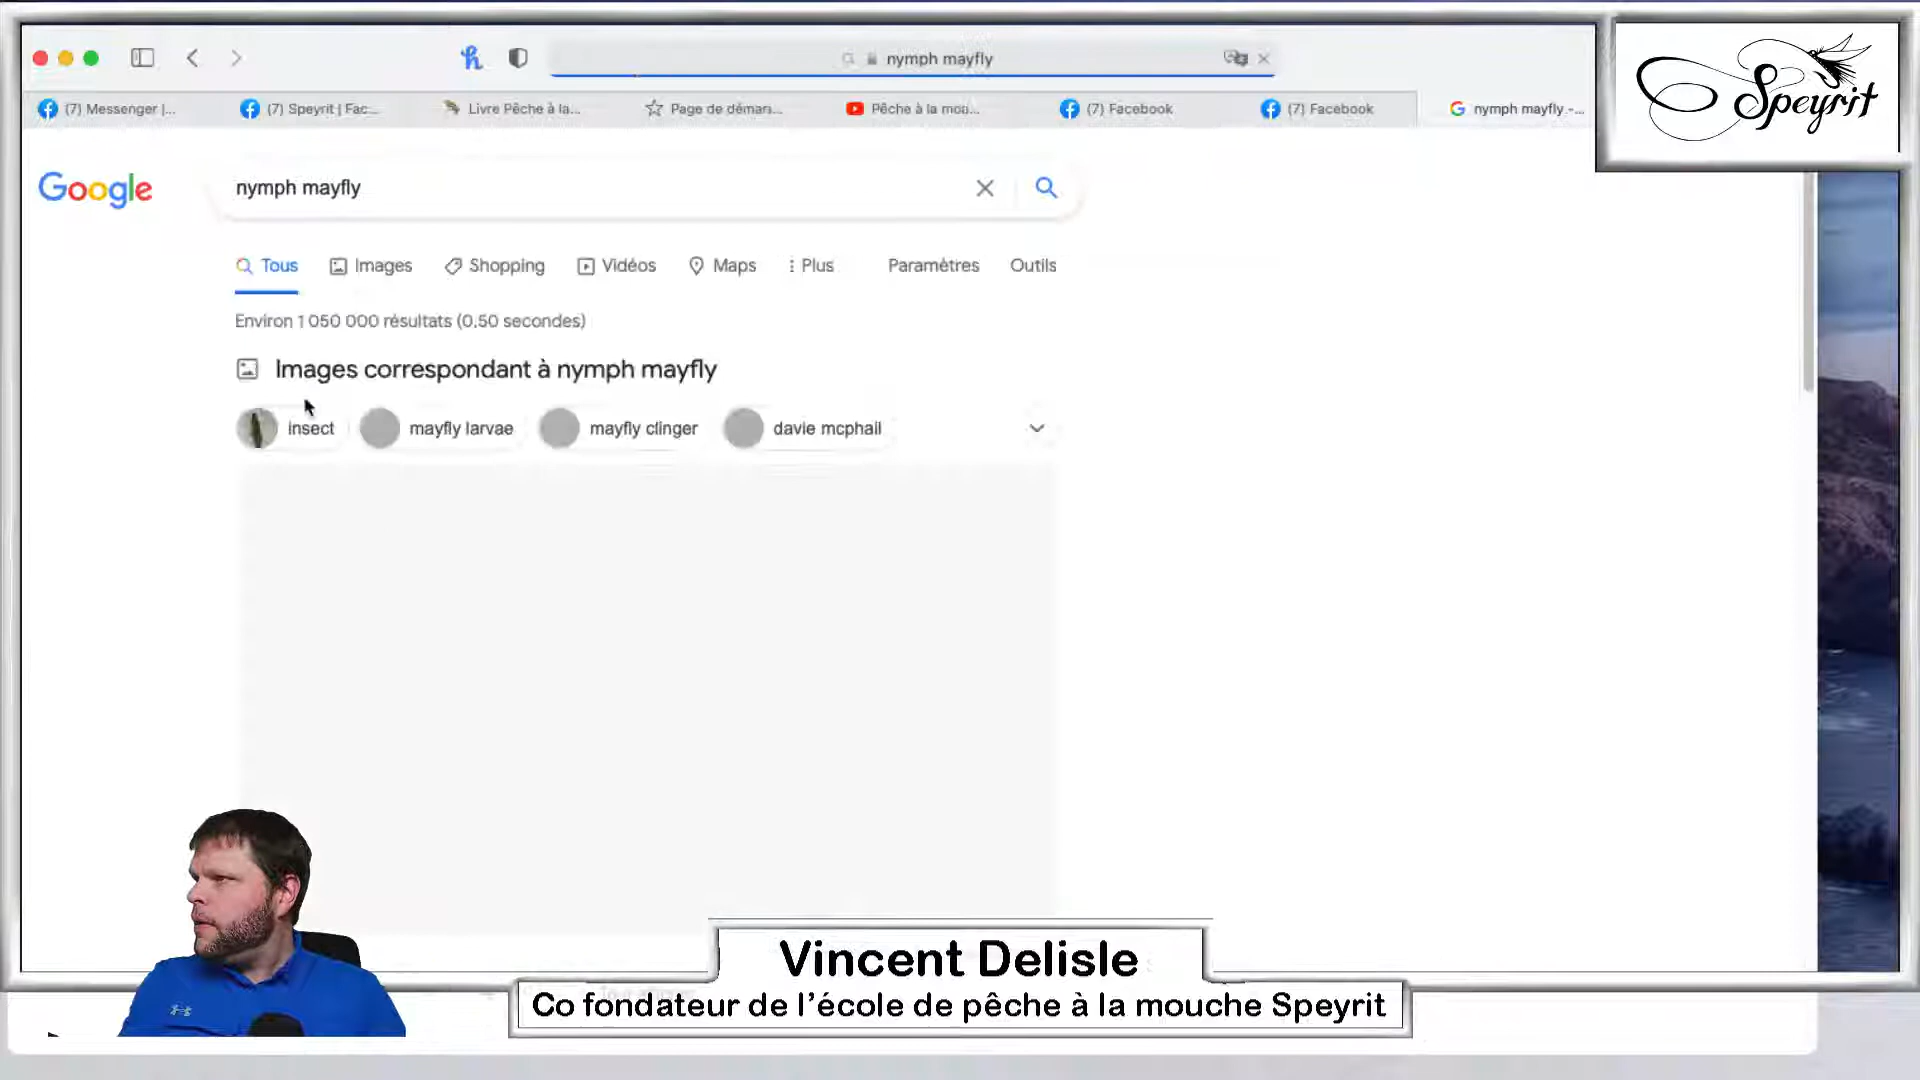 nymph mayfly
(7) Messenger |...
(7) Speyrit | Fac...
Livre Pêche à la...
Page de démarr...
Pêche à la mou...
(7) Facebook
(7) Facebook
nymph mayfly -...
Speyrit
Google
nymph mayfly
Tous
Images
Shopping
Vidéos
Maps
Plus
Paramètres
Outils
Environ 1 050 000 résultats (0,50 secondes)
Images correspondant à nymph mayfly
insect
mayfly larvae
mayfly clinger
davie mcphail
Vincent Delisle
Co fondateur de l'école de pêche à la mouche Speyrit